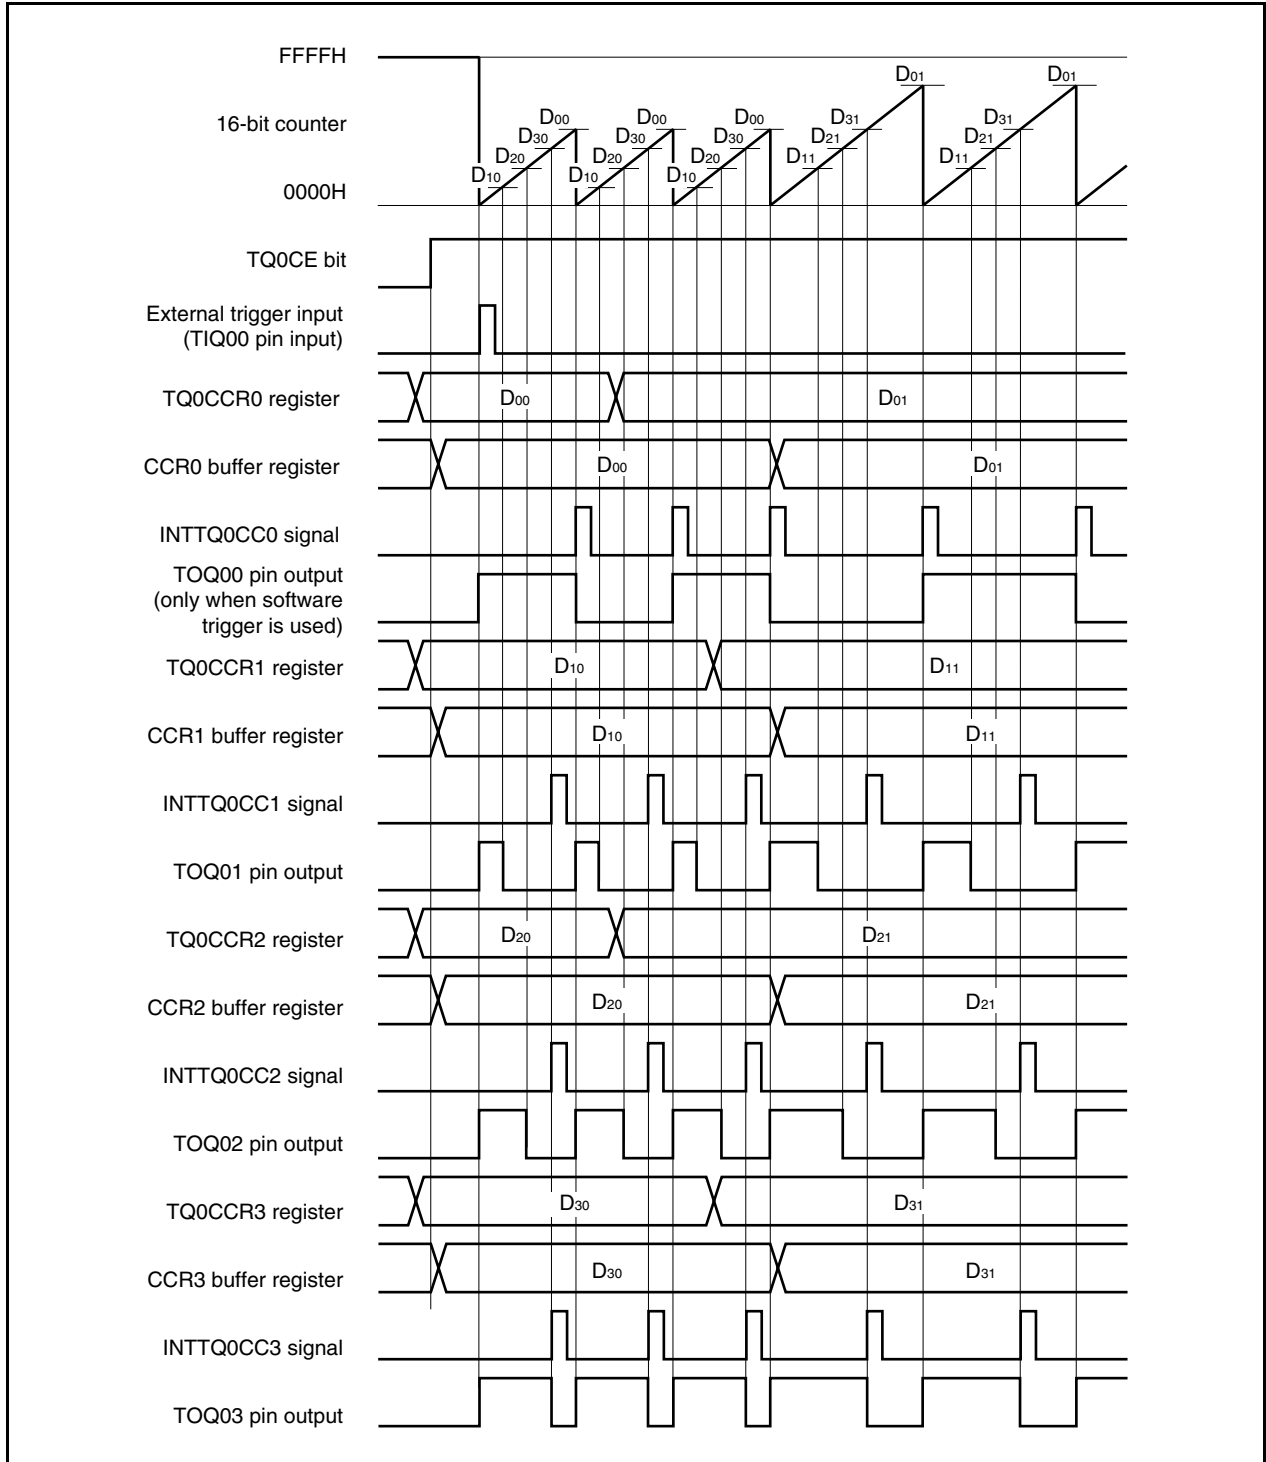 FFFFH
D01 D01
16-bit counter
D00 D00 D00 D31 D31
D30 D30 D30 D21 D21
D20 D20 D20 D11 D11
D10 D10 D10
0000H
TQ0CE bit
External trigger input
(TIQ00 pin input)
TQ0CCR0 register D00 D01
CCR0 buffer register D00 D01
INTTQ0CC0 signal
TOQ00 pin output
(only when software
trigger is used)
TQ0CCR1 register D10 D11
CCR1 buffer register D10 D11
INTTQ0CC1 signal
TOQ01 pin output
TQ0CCR2 register D20 D21
CCR2 buffer register D20 D21
INTTQ0CC2 signal
TOQ02 pin output
TQ0CCR3 register D30 D31
CCR3 buffer register D30 D31
INTTQ0CC3 signal
TOQ03 pin output